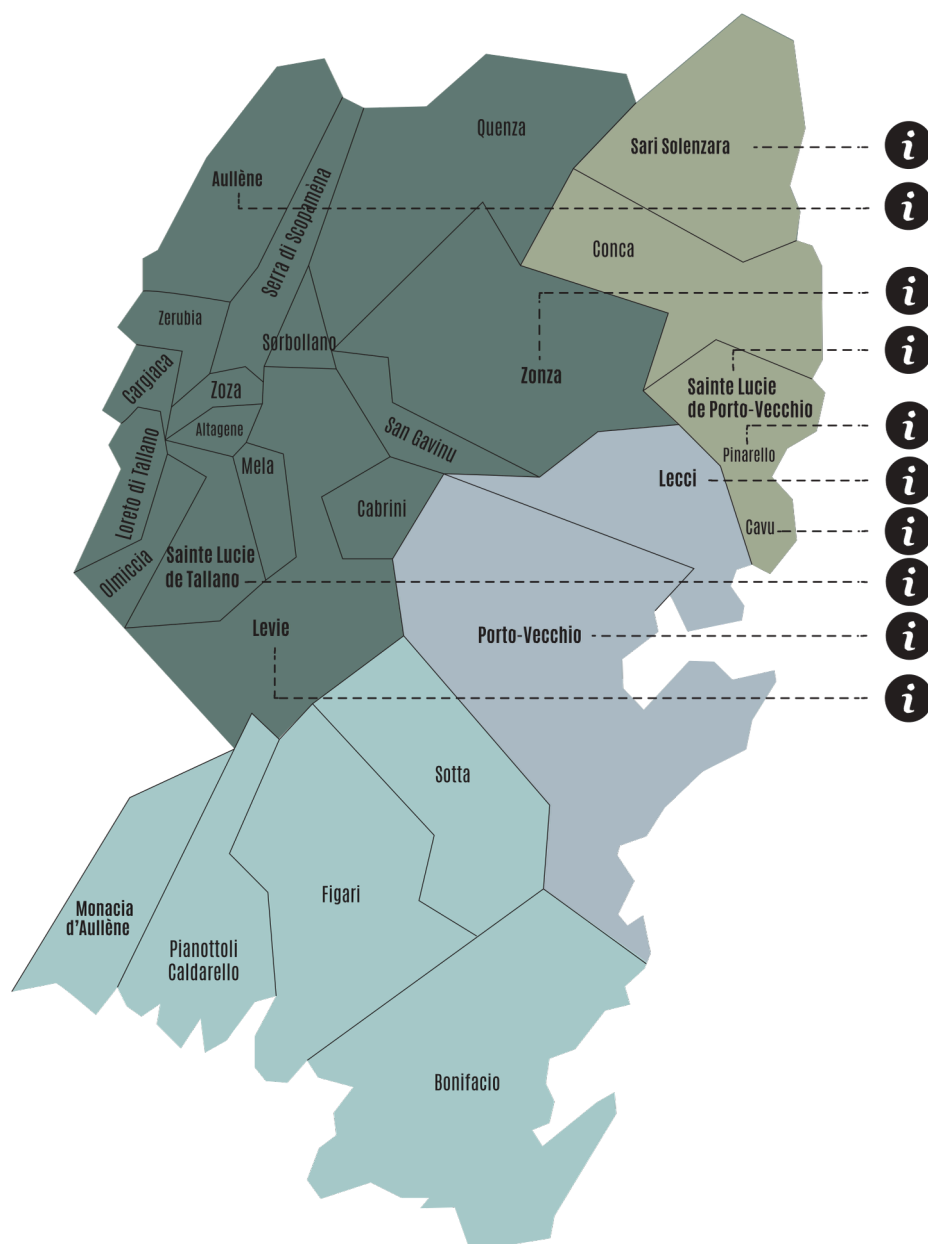 Quenza
Sari Solenzara
i
Aullène
i
Serra di Scopamèna
Conca
i
Zerubia
Sorbollano
i
Cargiaca
Zonza
Zoza
Sainte Lucie
de Porto-Vecchio
Altagene
San Gavinu
i
Loreto di Tallano
Mela
Pinarello
Lecci
i
Cabrini
Cavu
i
Olmiccia
Sainte Lucie
de Tallano
i
Levie
Porto-Vecchio
i
i
Sotta
Figari
Monacia
d'Aullène
Pianottoli
Caldarello
Bonifacio